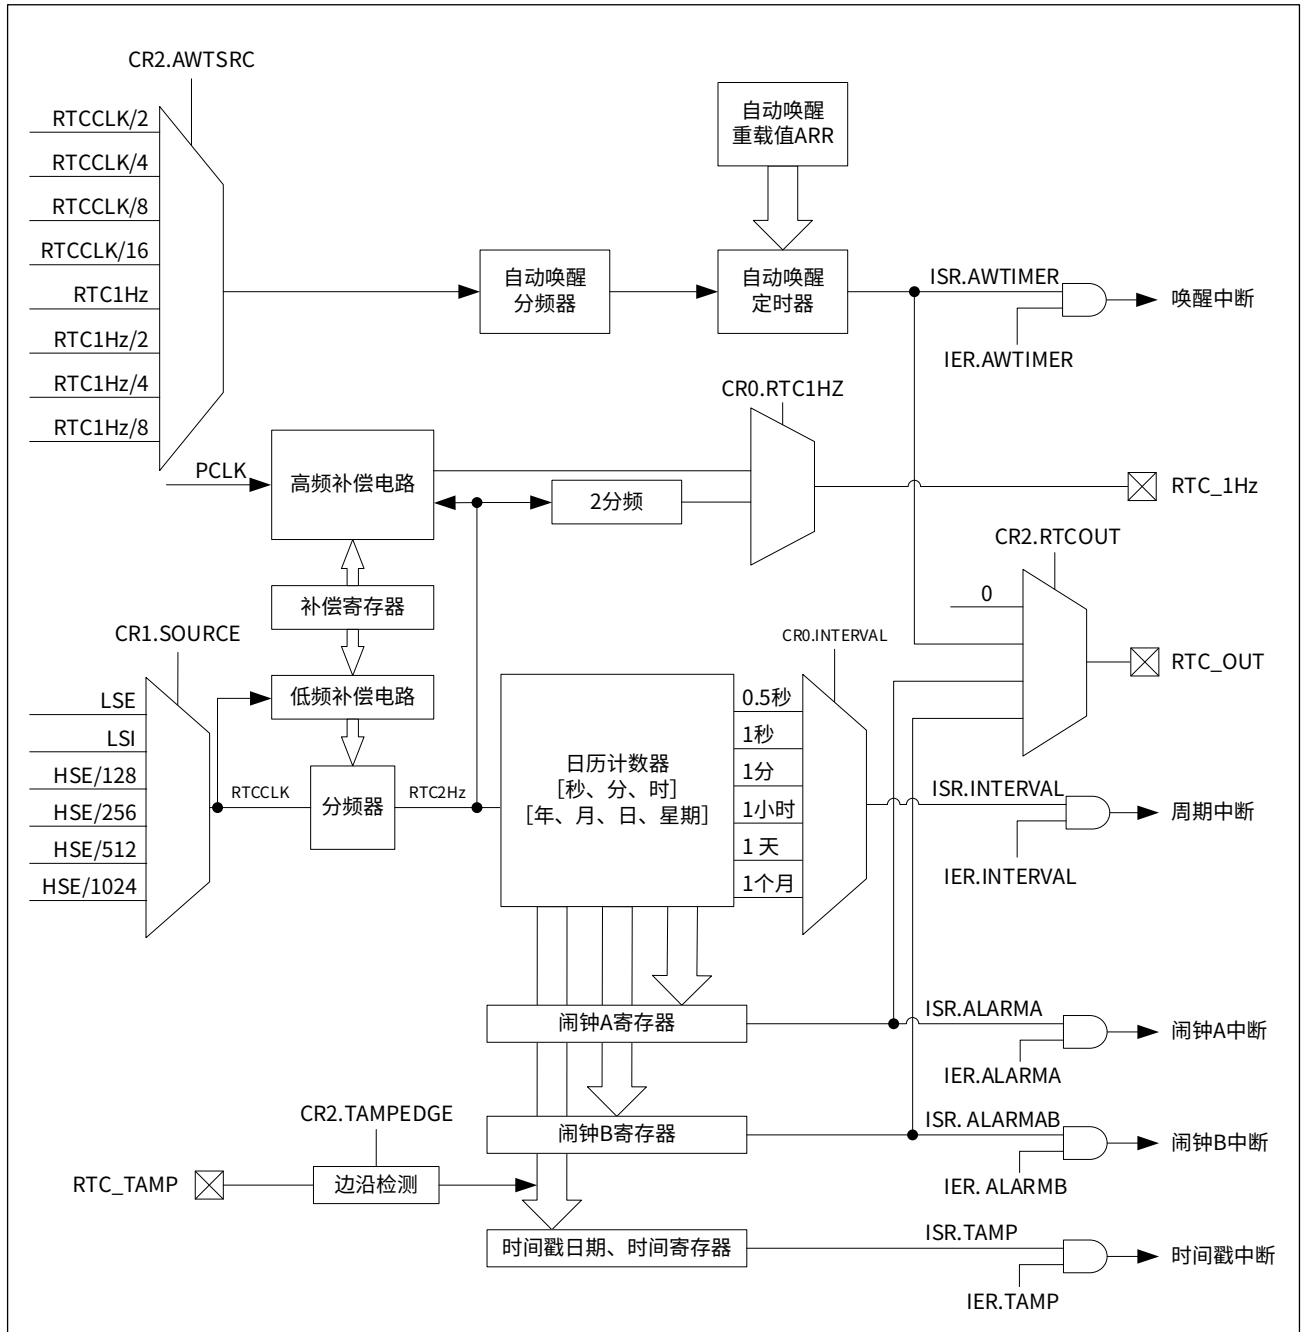 CR2.AWTSRC
RTCCLK/2
RTCCLK/4
RTCCLK/8
RTCCLK/16
RTC1Hz
RTC1Hz/2
RTC1Hz/4
RTC1Hz/8
自动唤醒
重载值ARR
自动唤醒
分频器
自动唤醒
定时器
ISR.AWTIMER
IER.AWTIMER
唤醒中断
CR0.RTC1HZ
PCLK
高频补偿电路
2分频
RTC_1Hz
CR2.RTCOUT
0
RTC_OUT
补偿寄存器
CR1.SOURCE
低频补偿电路
LSE
LSI
HSE/128
HSE/256
HSE/512
HSE/1024
RTCCLK
分频器
RTC2Hz
日历计数器
[秒、分、时]
[年、月、日、星期]
CR0.INTERVAL
0.5秒
1秒
1分
1小时
1 天
1个月
ISR.INTERVAL
IER.INTERVAL
周期中断
闹钟A寄存器
ISR.ALARMA
IER.ALARMA
闹钟A中断
闹钟B寄存器
ISR. ALARMAB
IER. ALARMB
闹钟B中断
CR2.TAMPEDGE
RTC_TAMP
边沿检测
时间戳日期、时间寄存器
ISR.TAMP
IER.TAMP
时间戳中断